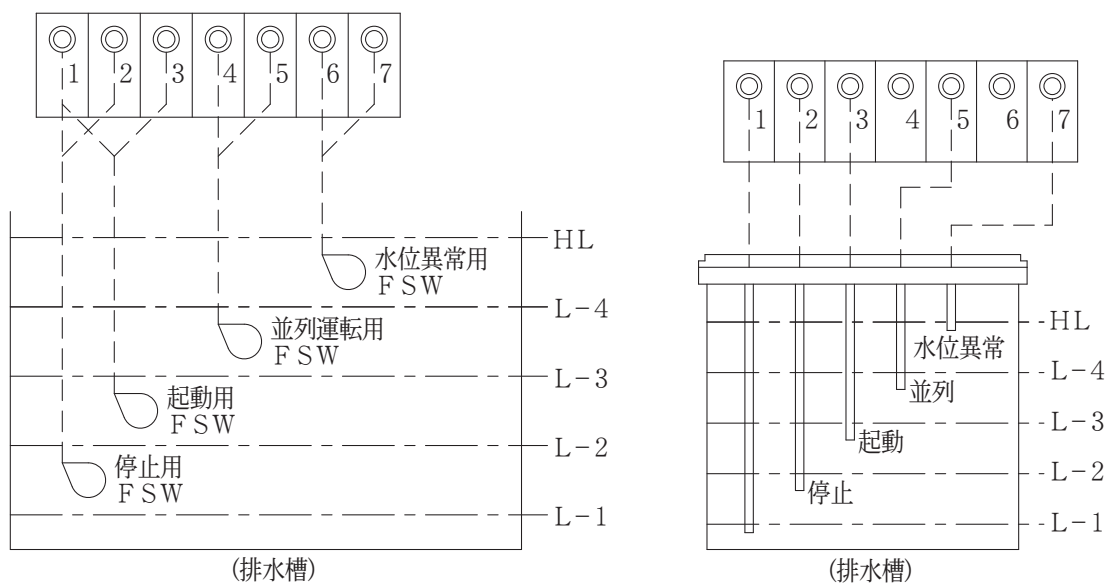 1 2 3 4 5 6 7
HL
水位異常用
FSW
L-4
並列運転用
FSW
L-3
起動用
FSW
L-2
停止用
FSW
L-1
(排水槽)
1 2 3 4 5 6 7
HL
水位異常
L-4
並列
L-3
起動
L-2
停止
L-1
(排水槽)